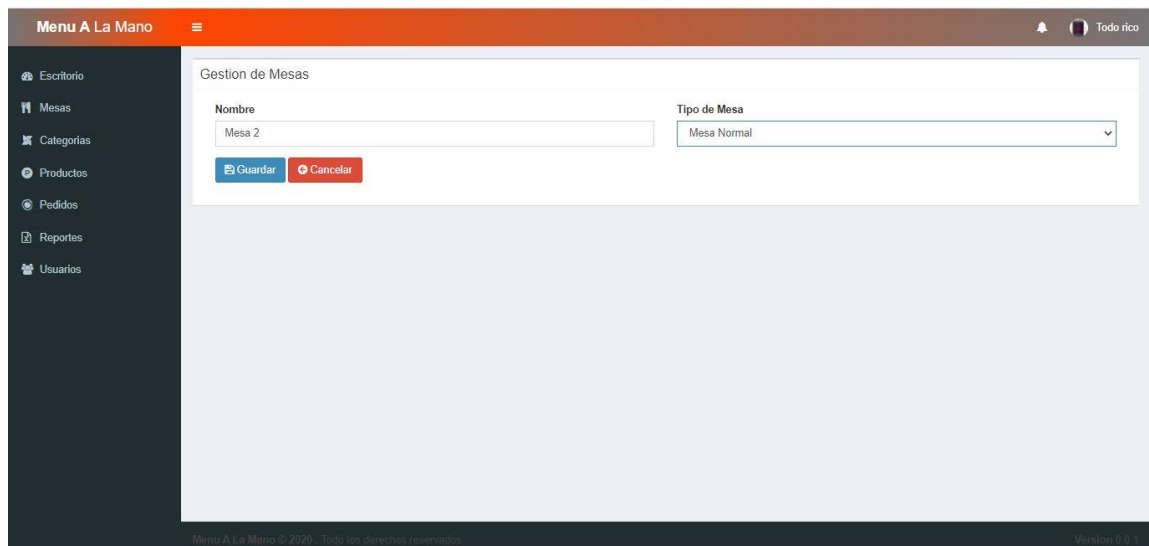 Menu A La Mano
Todo rico
Escritorio
Mesas
Categorias
Productos
Pedidos
Reportes
Usuarios
Gestion de Mesas
Nombre
Tipo de Mesa
Mesa 2
Mesa Normal
Guardar
Cancelar
Menu A La Mano © 2020 . Todo los derechos reservados
Version 0.0.1